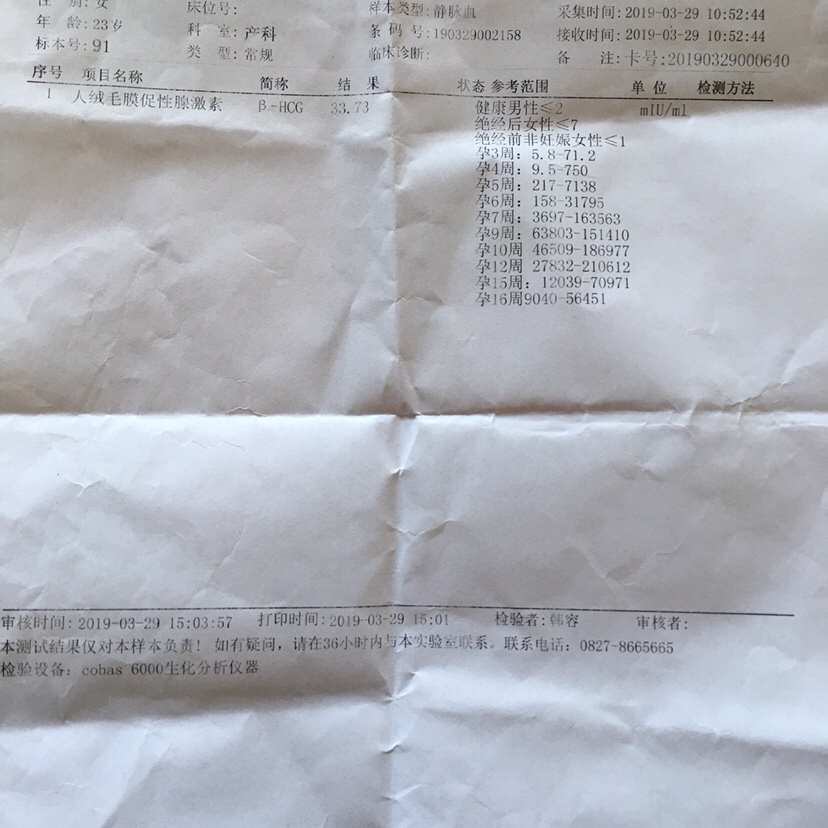 性 别:女 床位号: 样本类型:静脉血 采集时间:2019-03-29 10:52:44
年 龄:23岁 科 室:产科 条 码 号:190329002158 接收时间:2019-03-29 10:52:44
标本号:91 类 型:常规 临床诊断: 备 注:卡号:20190329000640
序号 项目名称 简称 结 果 状态 参考范围 单 位 检测方法
1 人绒毛膜促性腺激素 β-HCG 33.73 健康男性≤2 mIU/ml
绝经后女性≤7
绝经前非妊娠女性≤1
孕3周: 5.8-71.2
孕4周: 9.5-750
孕5周: 217-7138
孕6周: 158-31795
孕7周: 3697-163563
孕9周: 63803-151410
孕10周 46509-186977
孕12周 27832-210612
孕15周: 12039-70971
孕16周9040-56451
审核时间:2019-03-29 15:03:57 打印时间:2019-03-29 15:01 检验者:韩容 审核者:
本测试结果仅对本样本负责! 如有疑问, 请在36小时内与本实验室联系。联系电话: 0827-8665665
检验设备: cobas 6000生化分析仪器